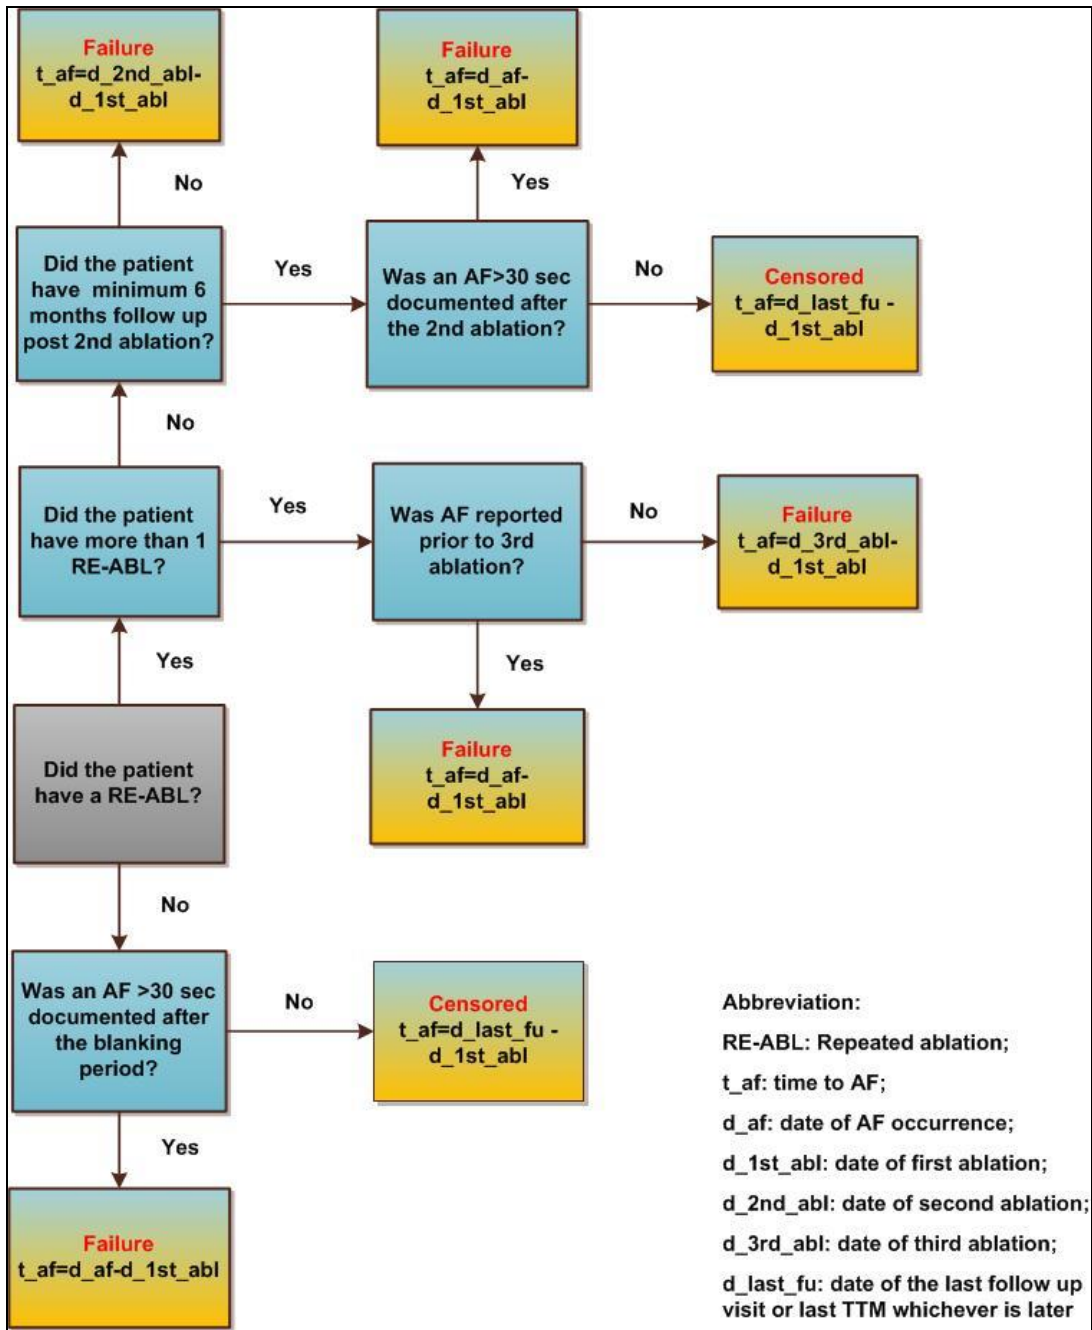 Failure
t_af=d_2nd_abl-
d_1st_abl
Failure
t_af=d_af-
d_1st_abl
No
Yes
Did the patient
have minimum 6
months follow up
post 2nd ablation?
Yes
Was an AF>30 sec
documented after
the 2nd ablation?
No
Censored
t_af=d_last_fu -
d_1st_abl
No
Did the patient
have more than 1
RE-ABL?
Yes
Was AF reported
prior to 3rd
ablation?
No
Failure
t_af=d_3rd_abl-
d_1st_abl
Yes
Yes
Did the patient
have a RE-ABL?
Failure
t_af=d_af-
d_1st_abl
No
Was an AF >30 sec
documented after
the blanking
period?
No
Censored
t_af=d_last_fu -
d_1st_abl
Yes
Failure
t_af=d_af-d_1st_abl
Abbreviation:
RE-ABL: Repeated ablation;
t_af: time to AF;
d_af: date of AF occurrence;
d_1st_abl: date of first ablation;
d_2nd_abl: date of second ablation;
d_3rd_abl: date of third ablation;
d_last_fu: date of the last follow up
visit or last TTM whichever is later